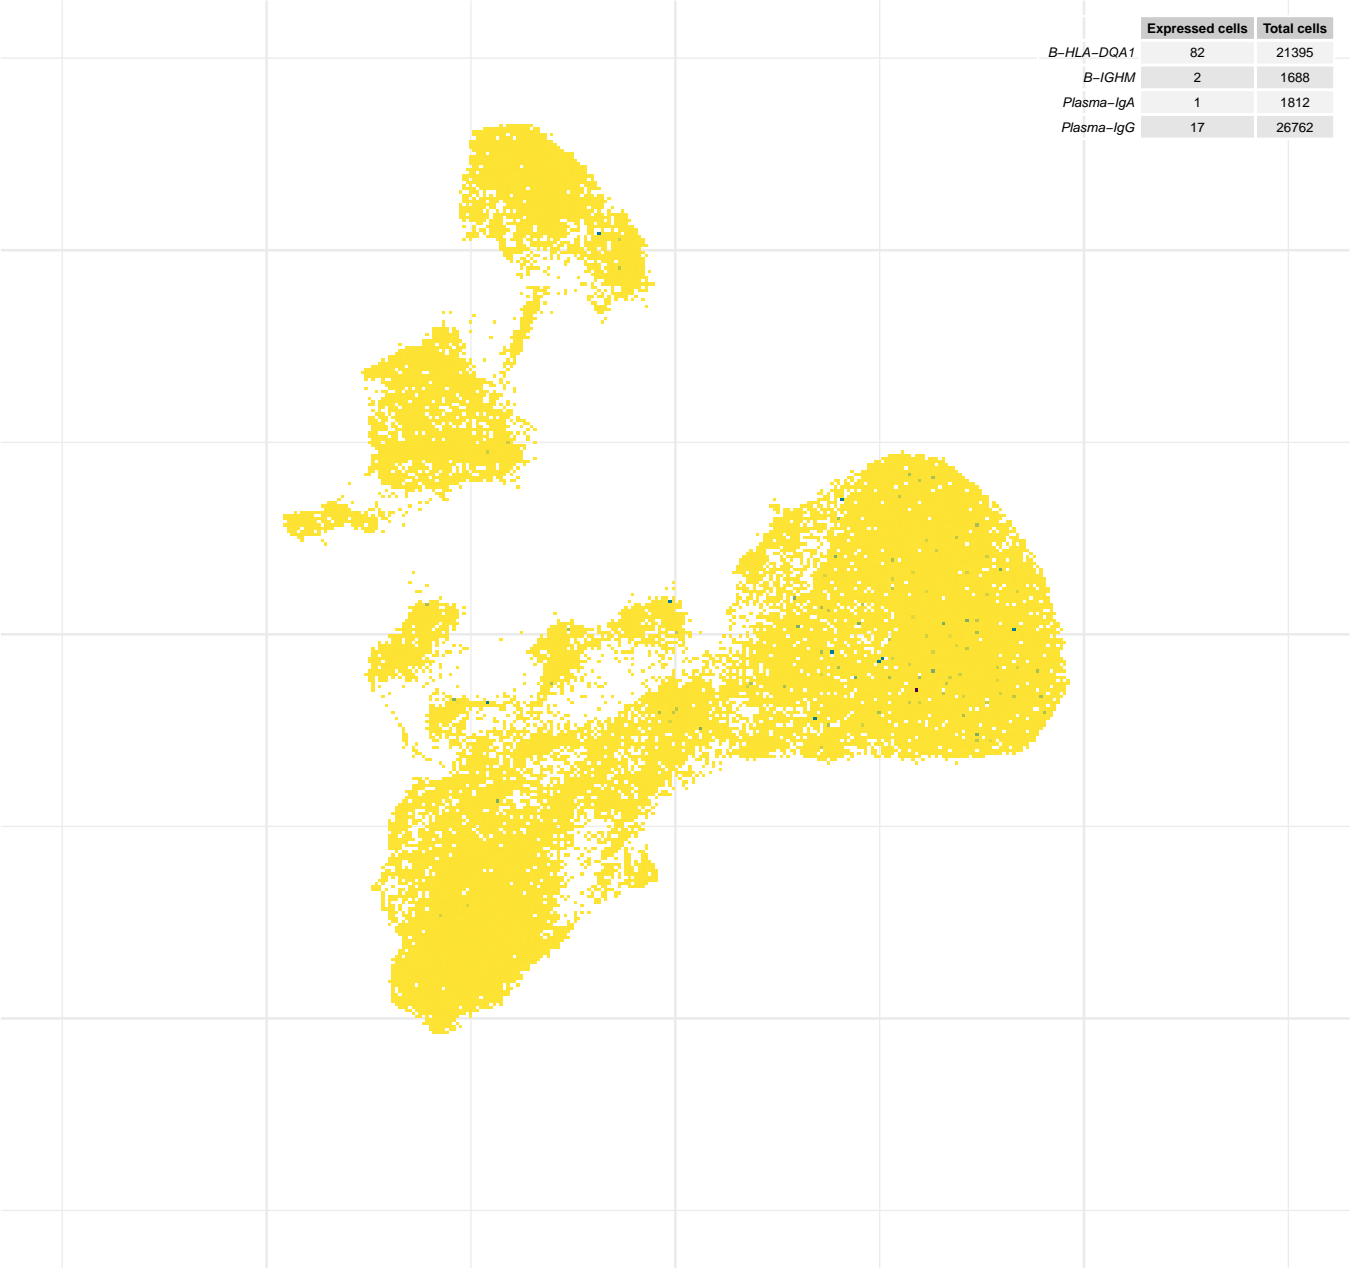 Expressed cells Total cells
B−HLA−DQA1 82 21395
B−IGHM 2 1688
Plasma−IgA 1 1812
Plasma−IgG 17 26762